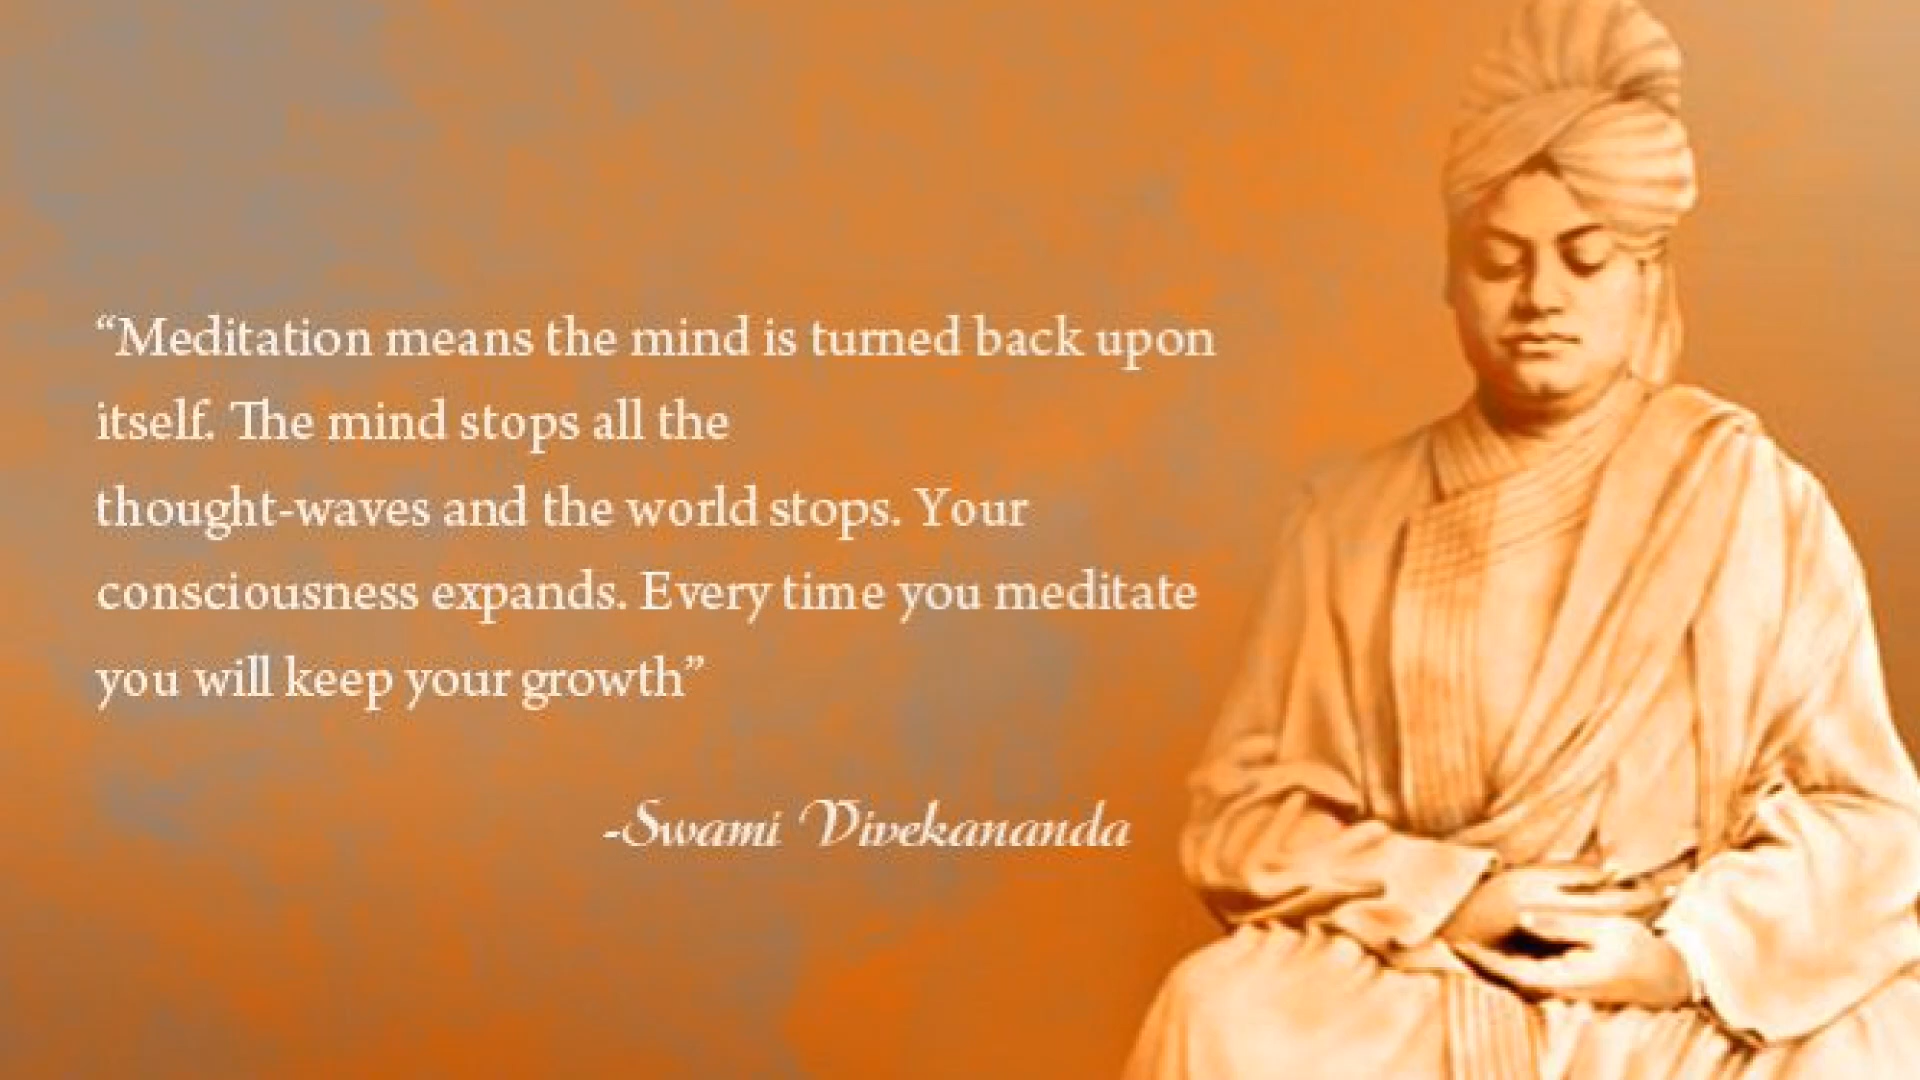 “Meditation means the mind is turned back upon
itself. The mind stops all the
thought-waves and the world stops. Your
consciousness expands. Every time you meditate
you will keep your growth”
-Swami Vivekananda